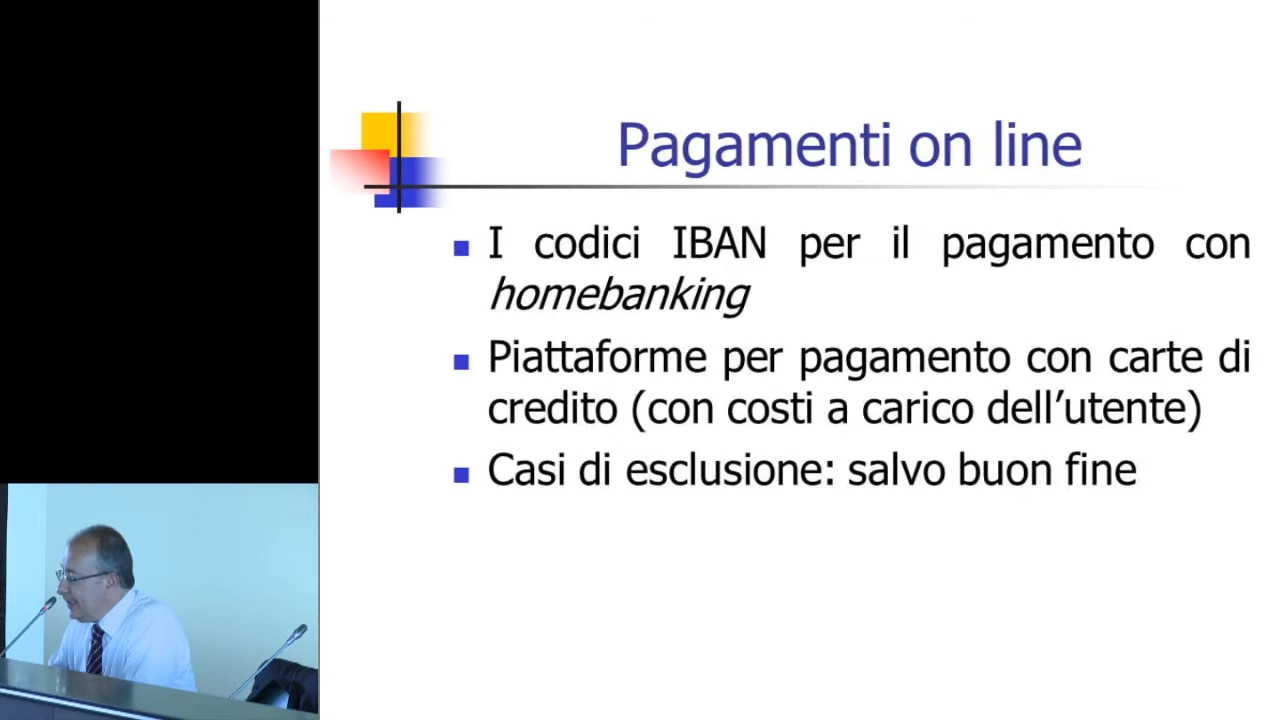 Pagamenti on line
I codici IBAN per il pagamento con
homebanking
Piattaforme per pagamento con carte di
credito (con costi a carico dell’utente)
Casi di esclusione: salvo buon fine